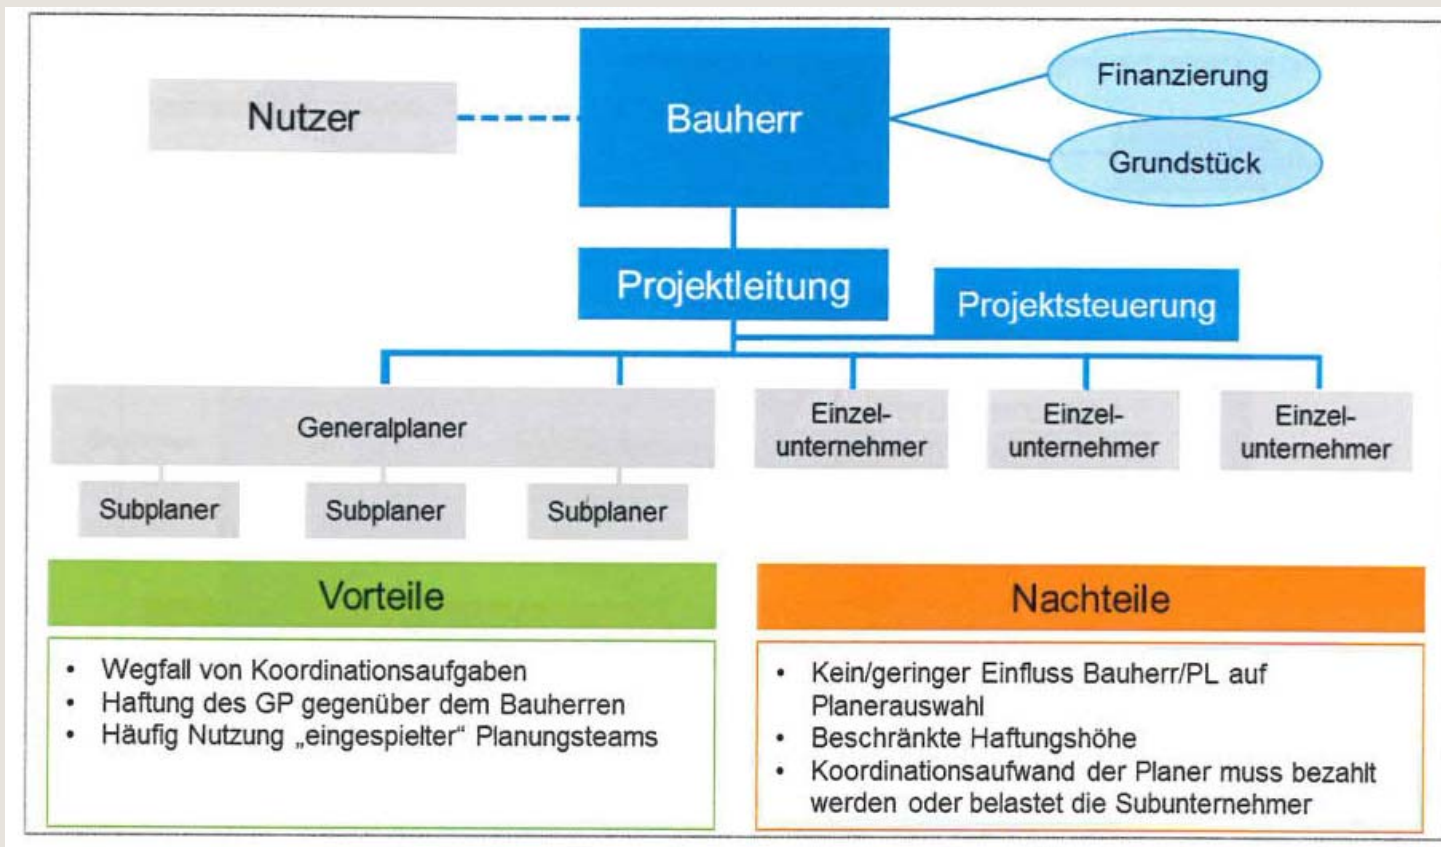 Nutzer
Bauherr
Finanzierung
Grundstück
Projektleitung
Projektsteuerung
Generalplaner
Einzel-
unternehmer
Einzel-
unternehmer
Einzel-
unternehmer
Subplaner
Subplaner
Subplaner
Vorteile
• Wegfall von Koordinationsaufgaben
• Haftung des GP gegenüber dem Bauherren
• Häufig Nutzung „eingespielter“ Planungsteams
Nachteile
• Kein/geringer Einfluss Bauherr/PL auf
Planerauswahl
• Beschränkte Haftungshöhe
• Koordinationsaufwand der Planer muss bezahlt
werden oder belastet die Subunternehmer